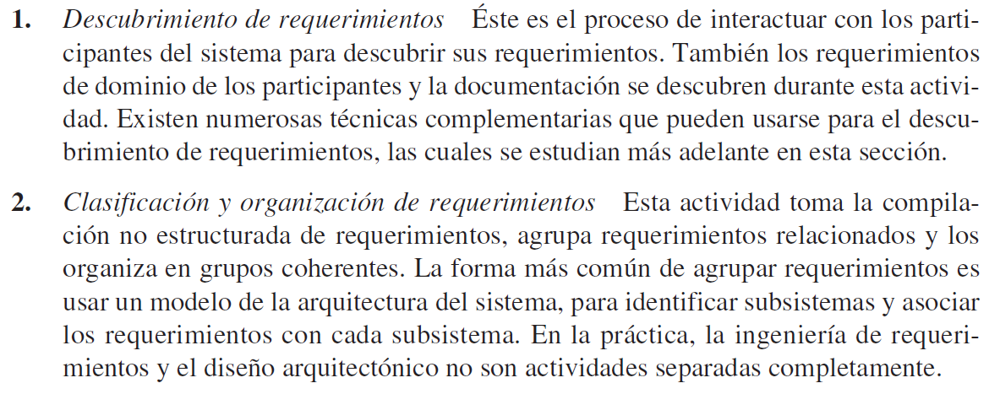 1. Descubrimiento de requerimientos Éste es el proceso de interactuar con los parti-
cipantes del sistema para descubrir sus requerimientos. También los requerimientos
de dominio de los participantes y la documentación se descubren durante esta activi-
dad. Existen numerosas técnicas complementarias que pueden usarse para el descu-
brimiento de requerimientos, las cuales se estudian más adelante en esta sección.
2. Clasificación y organización de requerimientos Esta actividad toma la compila-
ción no estructurada de requerimientos, agrupa requerimientos relacionados y los
organiza en grupos coherentes. La forma más común de agrupar requerimientos es
usar un modelo de la arquitectura del sistema, para identificar subsistemas y asociar
los requerimientos con cada subsistema. En la práctica, la ingeniería de requeri-
mientos y el diseño arquitectónico no son actividades separadas completamente.